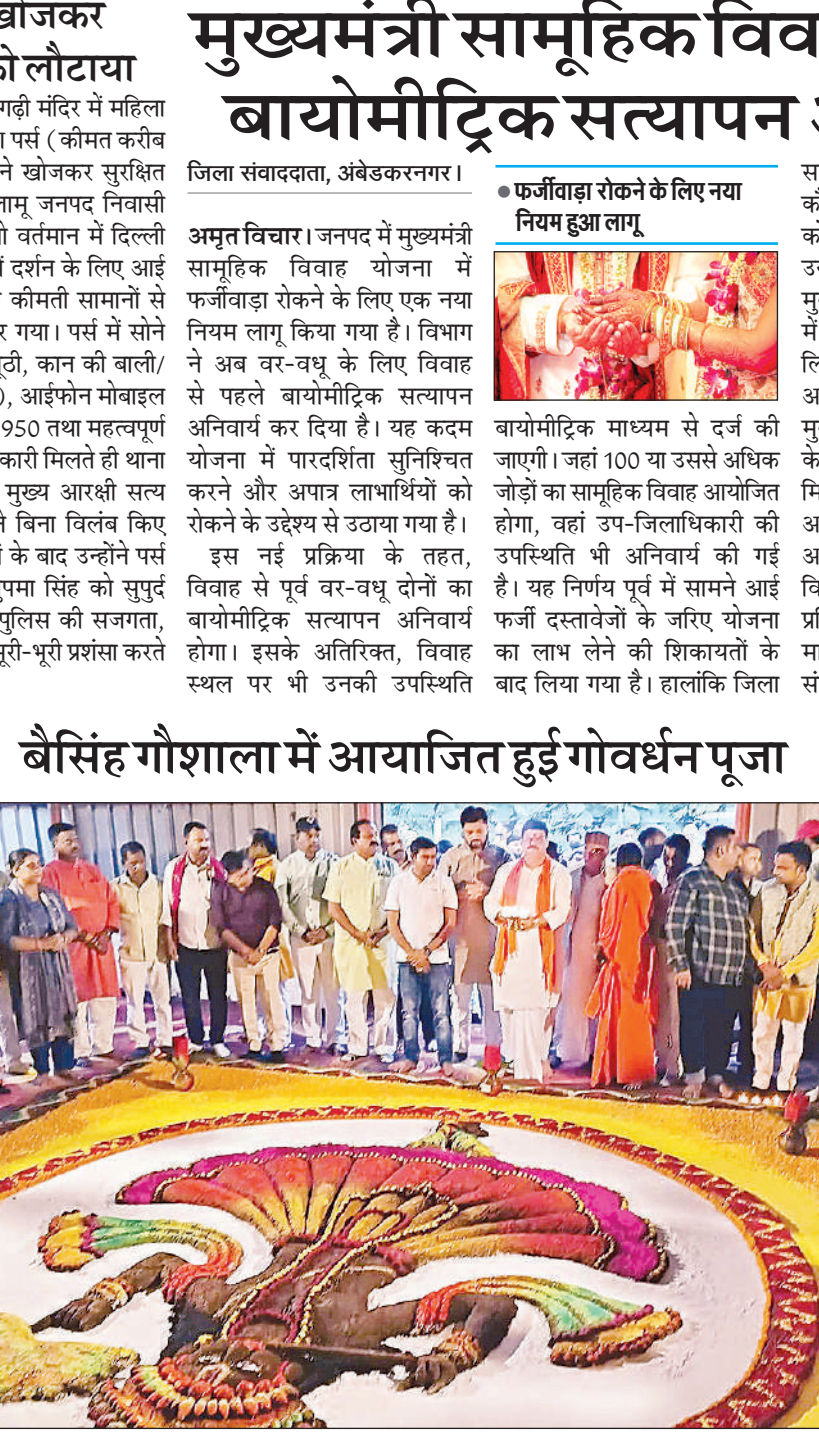 खोजकर
को लौटाया
गढ़ी मंदिर में महिला
पर्स (कीमत करीब
ने खोजकर सुरक्षित
जनपद निवासी
वर्तमान में दिल्ली
दर्शन के लिए आई
कीमती सामानों से
गया। पर्स में सोने
कान की बाली/
आईफोन मोबाइल
950 तथा महत्वपूर्ण
मिलते ही थाना
मुख्य आरक्षी सत्य
बिना विलंब किए
के बाद उन्होंने पर्स
सिंह को सुपुर्द
पुलिस की सजगता,
भूरी-भूरी प्रशंसा करते
मुख्यमंत्री सामूहिक विव
बायोमीट्रिक सत्यापन
जिला संवाददाता, अंबेडकरनगर।
अमृत विचार। जनपद में मुख्यमंत्री
सामूहिक विवाह योजना में
फर्जीवाड़ा रोकने के लिए एक नया
नियम लागू किया गया है। विभाग
ने अब वर-वधू के लिए विवाह
से पहले बायोमीट्रिक सत्यापन
अनिवार्य कर दिया है। यह कदम
योजना में पारदर्शिता सुनिश्चित
करने और अपात्र लाभार्थियों को
रोकने के उद्देश्य से उठाया गया है।
इस नई प्रक्रिया के तहत,
विवाह से पूर्व वर-वधू दोनों का
बायोमीट्रिक सत्यापन अनिवार्य
होगा। इसके अतिरिक्त, विवाह
स्थल पर भी उनकी उपस्थिति
● फर्जीवाड़ा रोकने के लिए नया
नियम हुआ लागू
बायोमीट्रिक माध्यम से दर्ज की
जाएगी। जहां 100 या उससे अधिक
जोड़ों का सामूहिक विवाह आयोजित
होगा, वहां उप-जिलाधिकारी की
उपस्थिति भी अनिवार्य की गई
है। यह निर्णय पूर्व में सामने आई
फर्जी दस्तावेजों के जरिए योजना
का लाभ लेने की शिकायतों के
बाद लिया गया है। हालांकि जिला
बैसिंह गौशाला में आयाजित हुई गोवर्धन पूजा